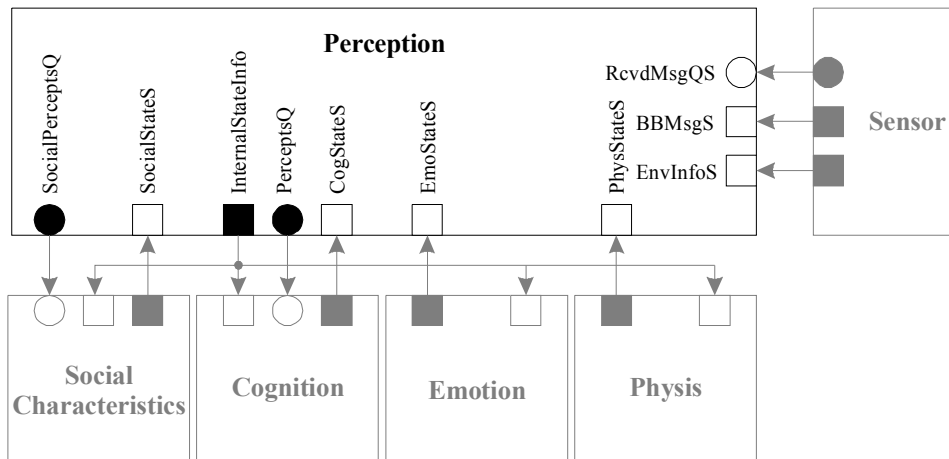 Perception
SocialPerceptsQ
SocialStateS
InternalStateInfo
PerceptsQ
CogStateS
EmoStateS
PhysStateS
RcvdMsgQS
BBMsgS
EnvInfoS
Sensor
Social
Characteristics
Cognition
Emotion
Physis